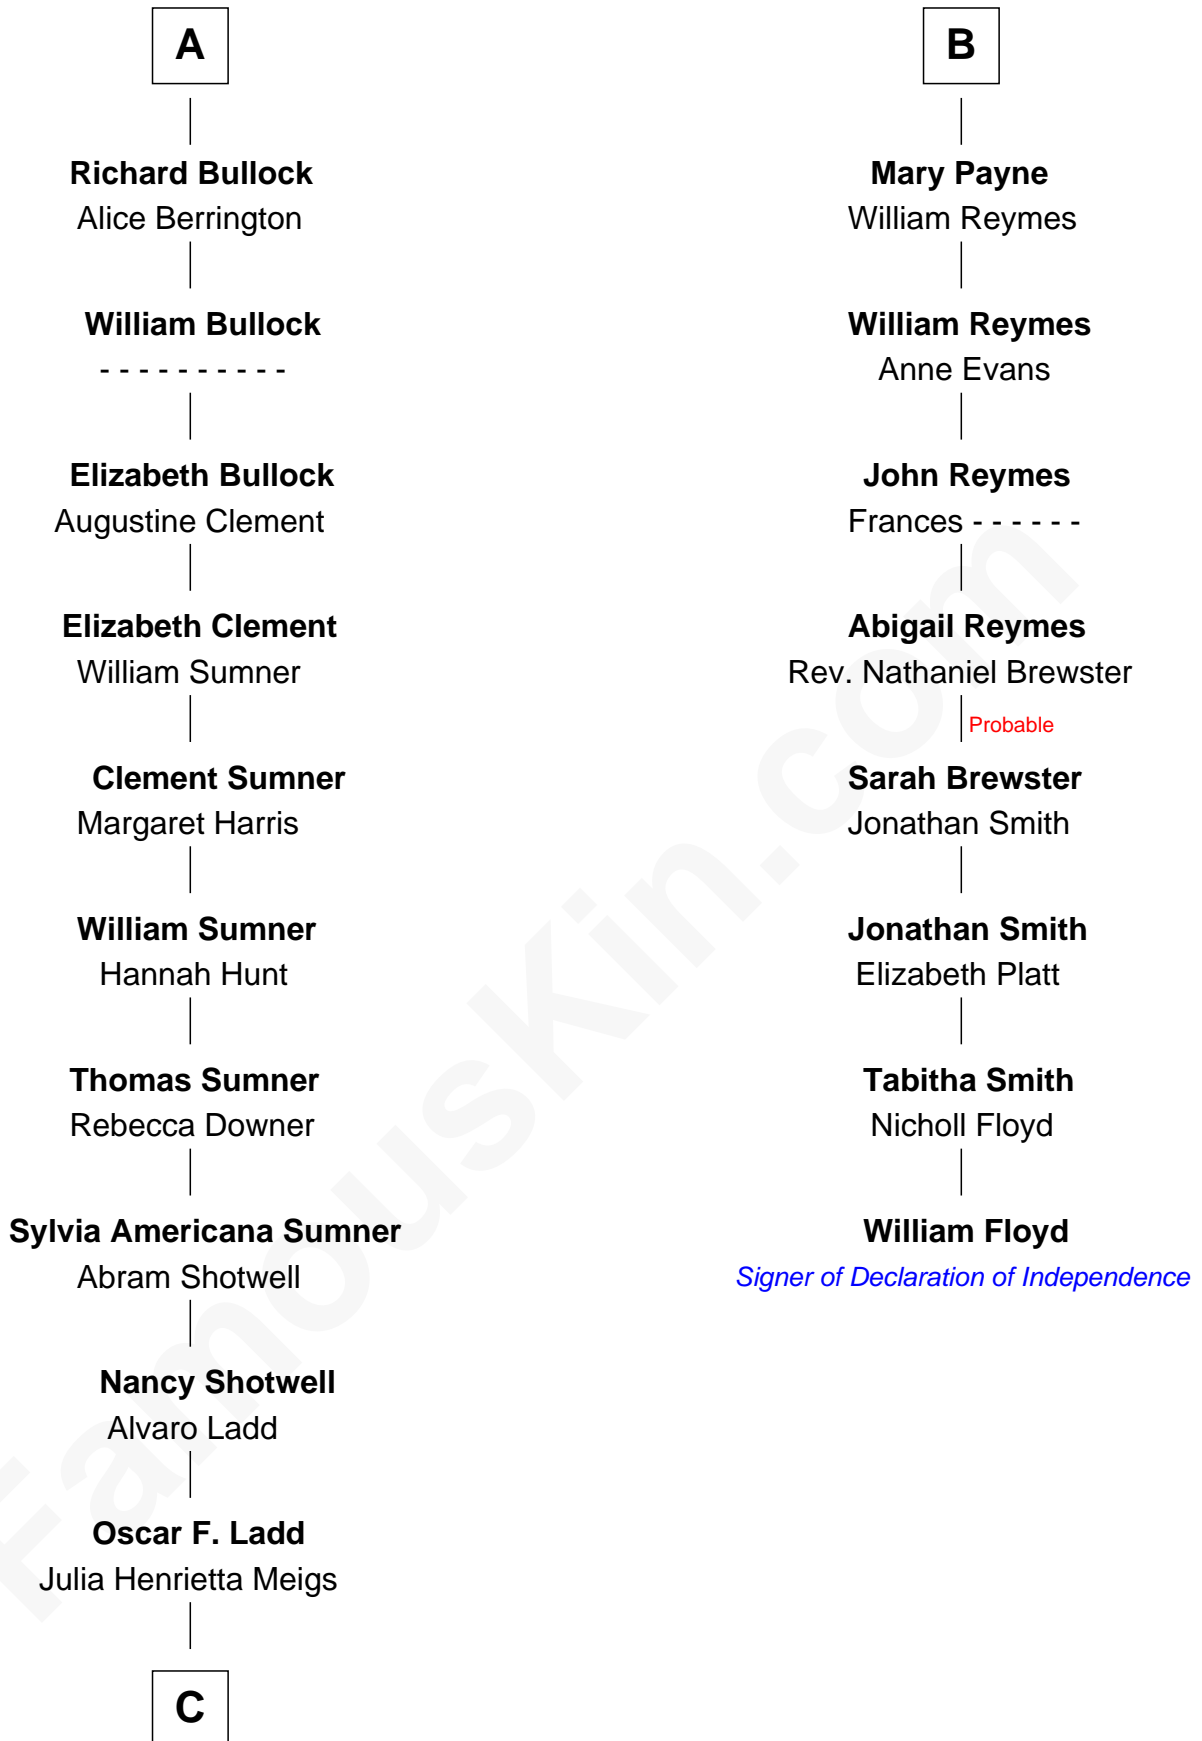 A
Richard Bullock
Alice Berrington
William Bullock
- - - - - - - - - -
Elizabeth Bullock
Augustine Clement
Elizabeth Clement
William Sumner
Clement Sumner
Margaret Harris
William Sumner
Hannah Hunt
Thomas Sumner
Rebecca Downer
Sylvia Americana Sumner
Abram Shotwell
Nancy Shotwell
Alvaro Ladd
Oscar F. Ladd
Julia Henrietta Meigs
C
B
Mary Payne
William Reymes
William Reymes
Anne Evans
John Reymes
Frances - - - - - -
Abigail Reymes
Rev. Nathaniel Brewster
Probable
Sarah Brewster
Jonathan Smith
Jonathan Smith
Elizabeth Platt
Tabitha Smith
Nicholl Floyd
William Floyd
Signer of Declaration of Independence
FamousKin.com